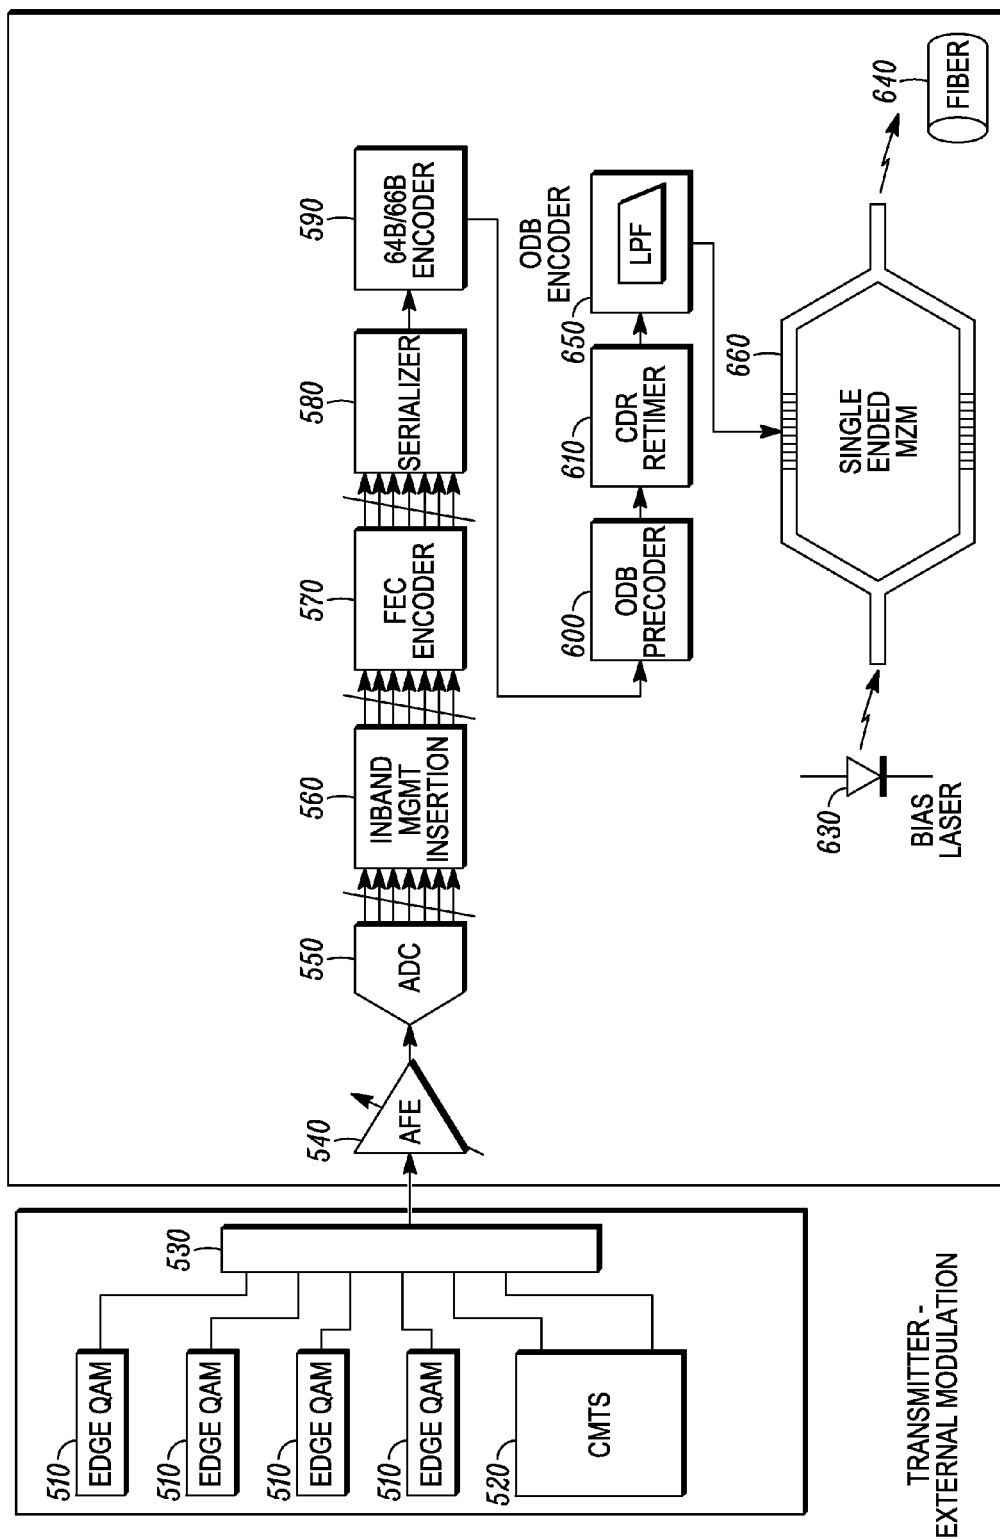 510
EDGE QAM
510
EDGE QAM
510
EDGE QAM
510
EDGE QAM
520
CMTS
530
540
AFE
550
ADC
560
INBAND
MGMT
INSERTION
570
FEC
ENCODER
580
SERIALIZER
590
64B/66B
ENCODER
600
ODB
PRECODER
610
CDR
RETIMER
650
ODB
ENCODER
LPF
630
BIAS
LASER
660
SINGLE
ENDED
MZM
640
FIBER
TRANSMITTER -
EXTERNAL MODULATION